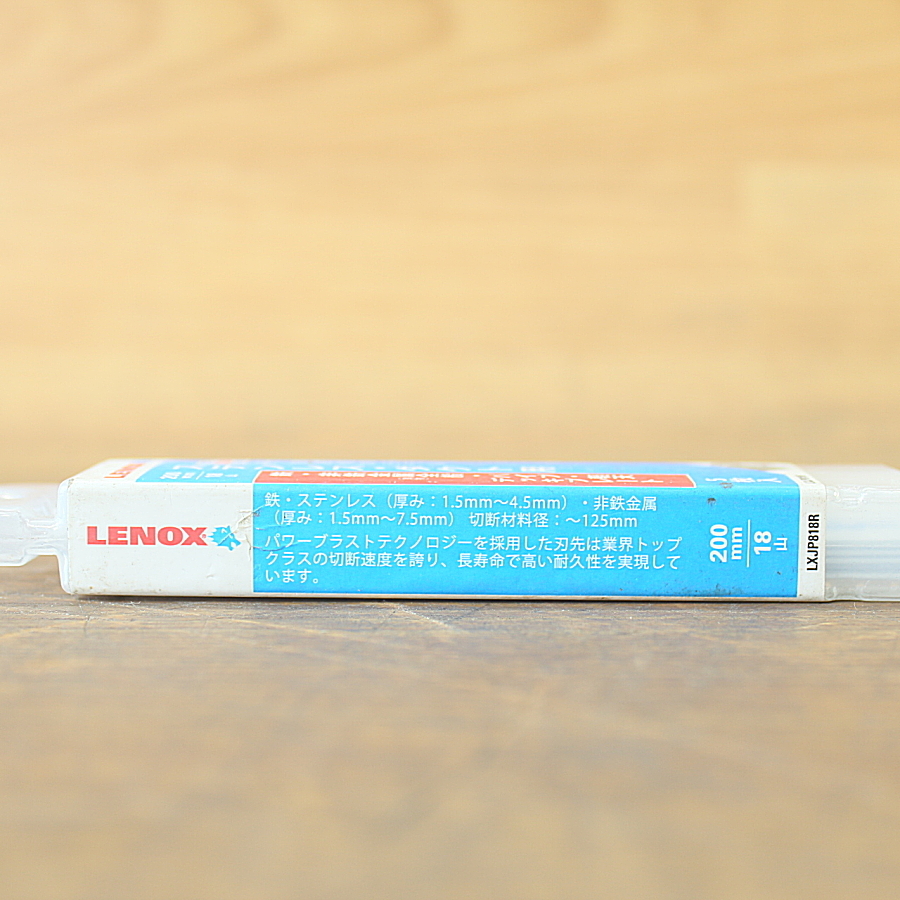 LENOX
鉄・ステンレス（厚み：1.5mm～4.5mm）・非鉄金属
（厚み：1.5mm～7.5mm） 切断材料径：～125mm
パワーブラストテクノロジーを採用した刃先は業界トップ
クラスの切断速度を誇り、長寿命で高い耐久性を実現して
います。
200
mm
18
山
LXJP818R